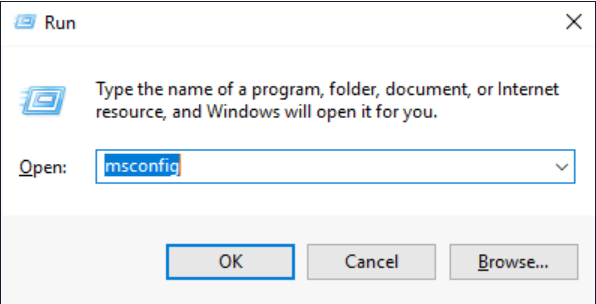 Run
Type the name of a program, folder, document, or Internet
resource, and Windows will open it for you.
Open: msconfig
OK Cancel Browse...